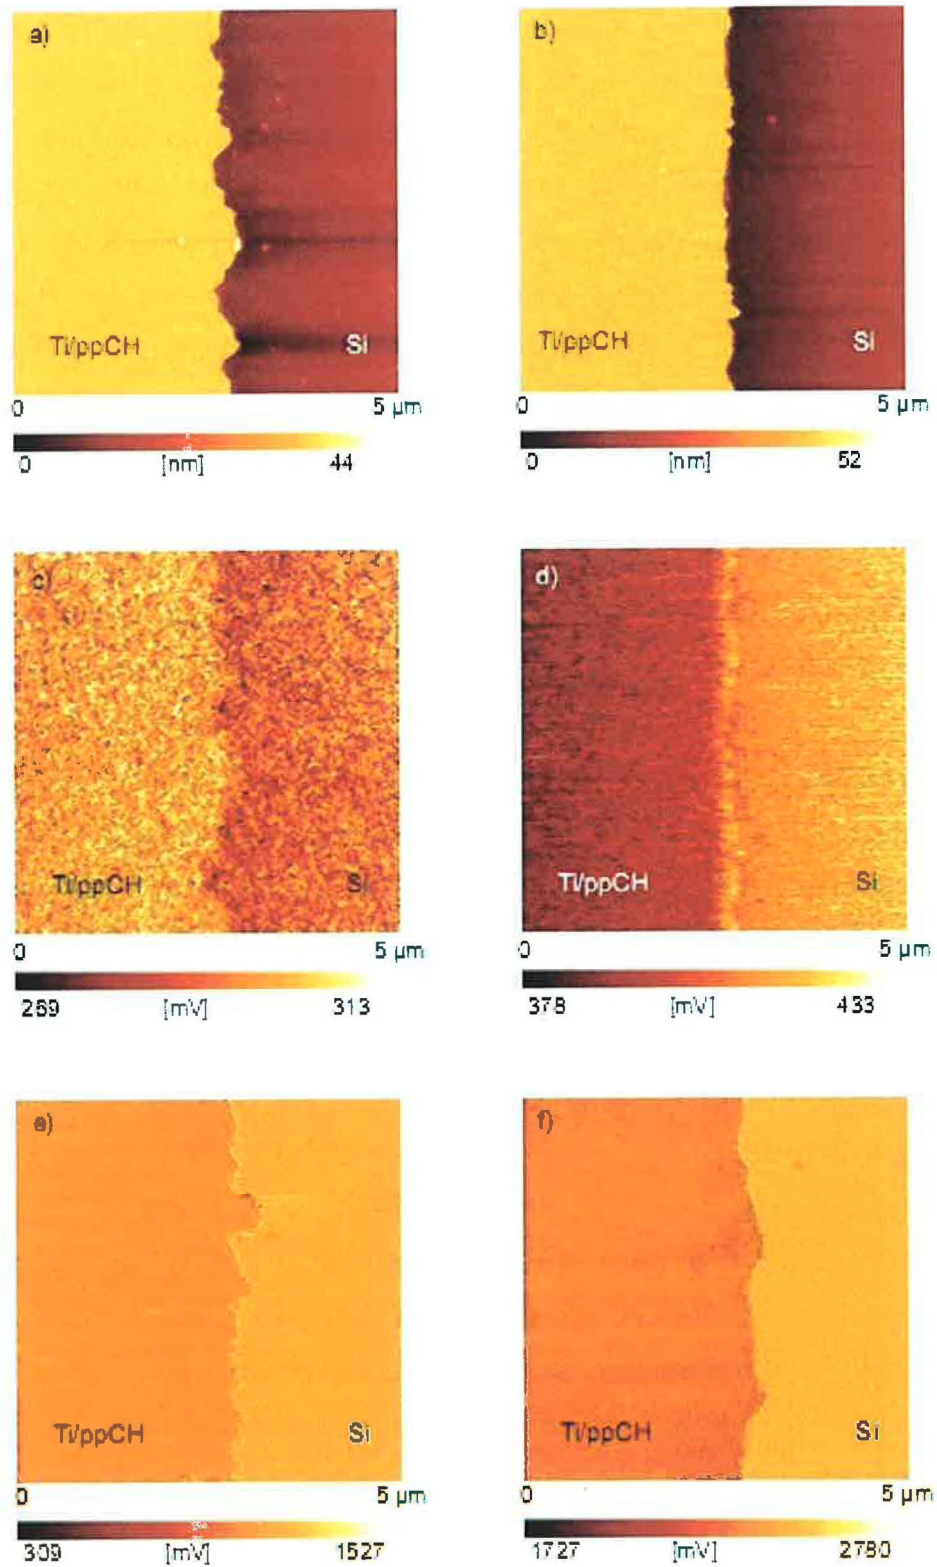 a) b)
Ti/ppCH Si Ti/ppCH Si
0 5 µm 0 5 µm
0 [nm] 44 0 [nm] 52
c) d)
Ti/ppCH Si Ti/ppCH Si
0 5 µm 0 5 µm
269 [mV] 313 378 [mV] 433
e) f)
Ti/ppCH Si Ti/ppCH Si
0 5 µm 0 5 µm
309 [mV] 1527 1727 [mV] 2780